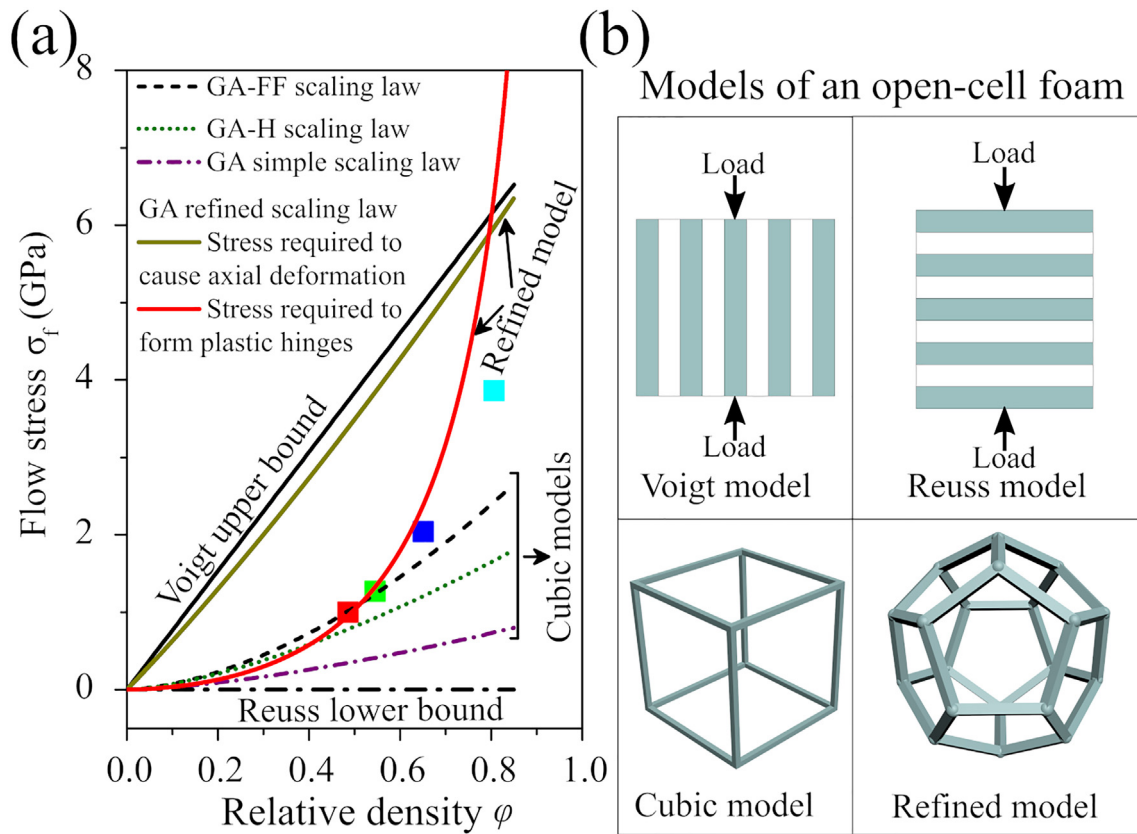 (a)
8
6
4
2
0
Flow stress σf (GPa)
GA-FF scaling law
GA-H scaling law
GA simple scaling law
GA refined scaling law
Stress required to
cause axial deformation
Stress required to
form plastic hinges
Voigt upper bound
Refined model
Cubic models
Reuss lower bound
0.0 0.2 0.4 0.6 0.8 1.0
Relative density φ
(b)
Models of an open-cell foam
Load
Load
Voigt model
Load
Load
Reuss model
Cubic model
Refined model